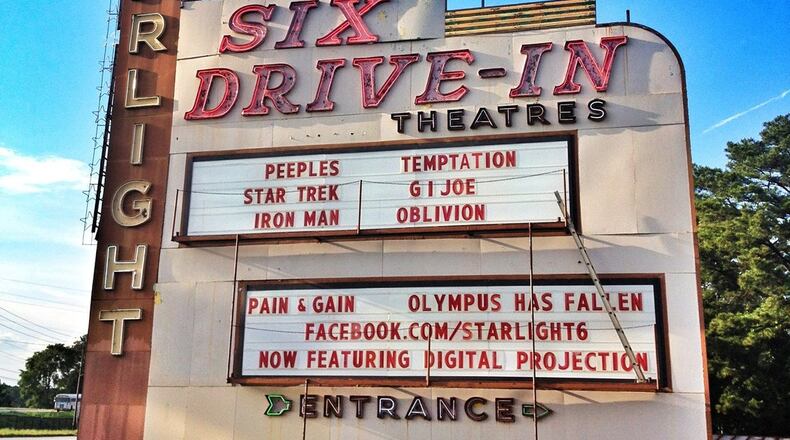 RLIGHT
SIX
DRIVE-IN
THEATRES
PEEPLES TEMPTATION
STAR TREK G I JOE
IRON MAN OBLIVION
PAIN & GAIN OLYMPUS HAS FALLEN
FACEBOOK.COM/STARLIGHT6
NOW FEATURING DIGITAL PROJECTION
ENTRANCE